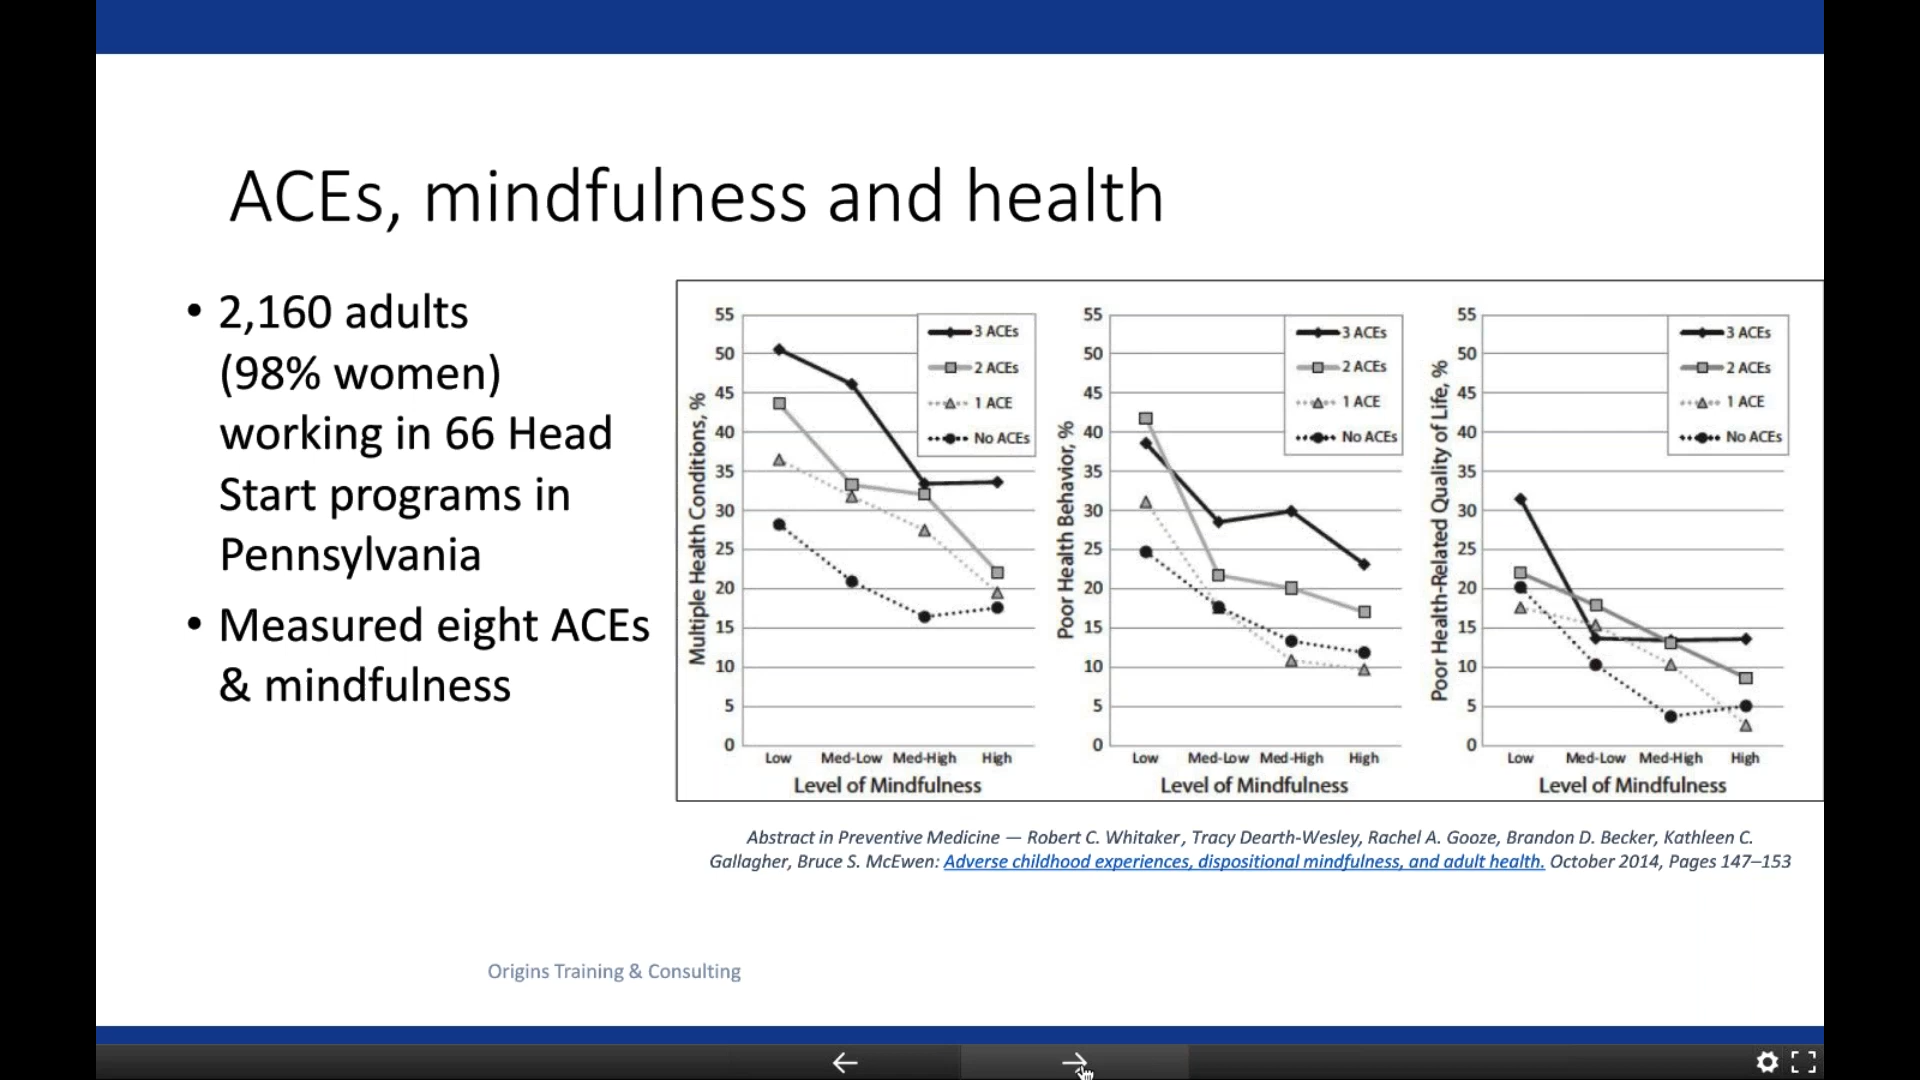 ACEs, mindfulness and health
• 2,160 adults
(98% women)
working in 66 Head
Start programs in
Pennsylvania
• Measured eight ACEs
& mindfulness
Multiple Health Conditions, %
55
50
45
40
35
30
25
20
15
10
5
0
3 ACEs
2 ACEs
1 ACE
No ACEs
Low Med-Low Med-High High
Level of Mindfulness
Poor Health Behavior, %
55
50
45
40
35
30
25
20
15
10
5
0
3 ACEs
2 ACEs
1 ACE
No ACEs
Low Med-Low Med-High High
Level of Mindfulness
Poor Health-Related Quality of Life, %
55
50
45
40
35
30
25
20
15
10
5
0
3 ACEs
2 ACEs
1 ACE
No ACEs
Low Med-Low Med-High High
Level of Mindfulness
Abstract in Preventive Medicine — Robert C. Whitaker, Tracy Dearth-Wesley, Rachel A. Gooze, Brandon D. Becker, Kathleen C.
Gallagher, Bruce S. McEwen: Adverse childhood experiences, dispositional mindfulness, and adult health. October 2014, Pages 147–153
Origins Training & Consulting